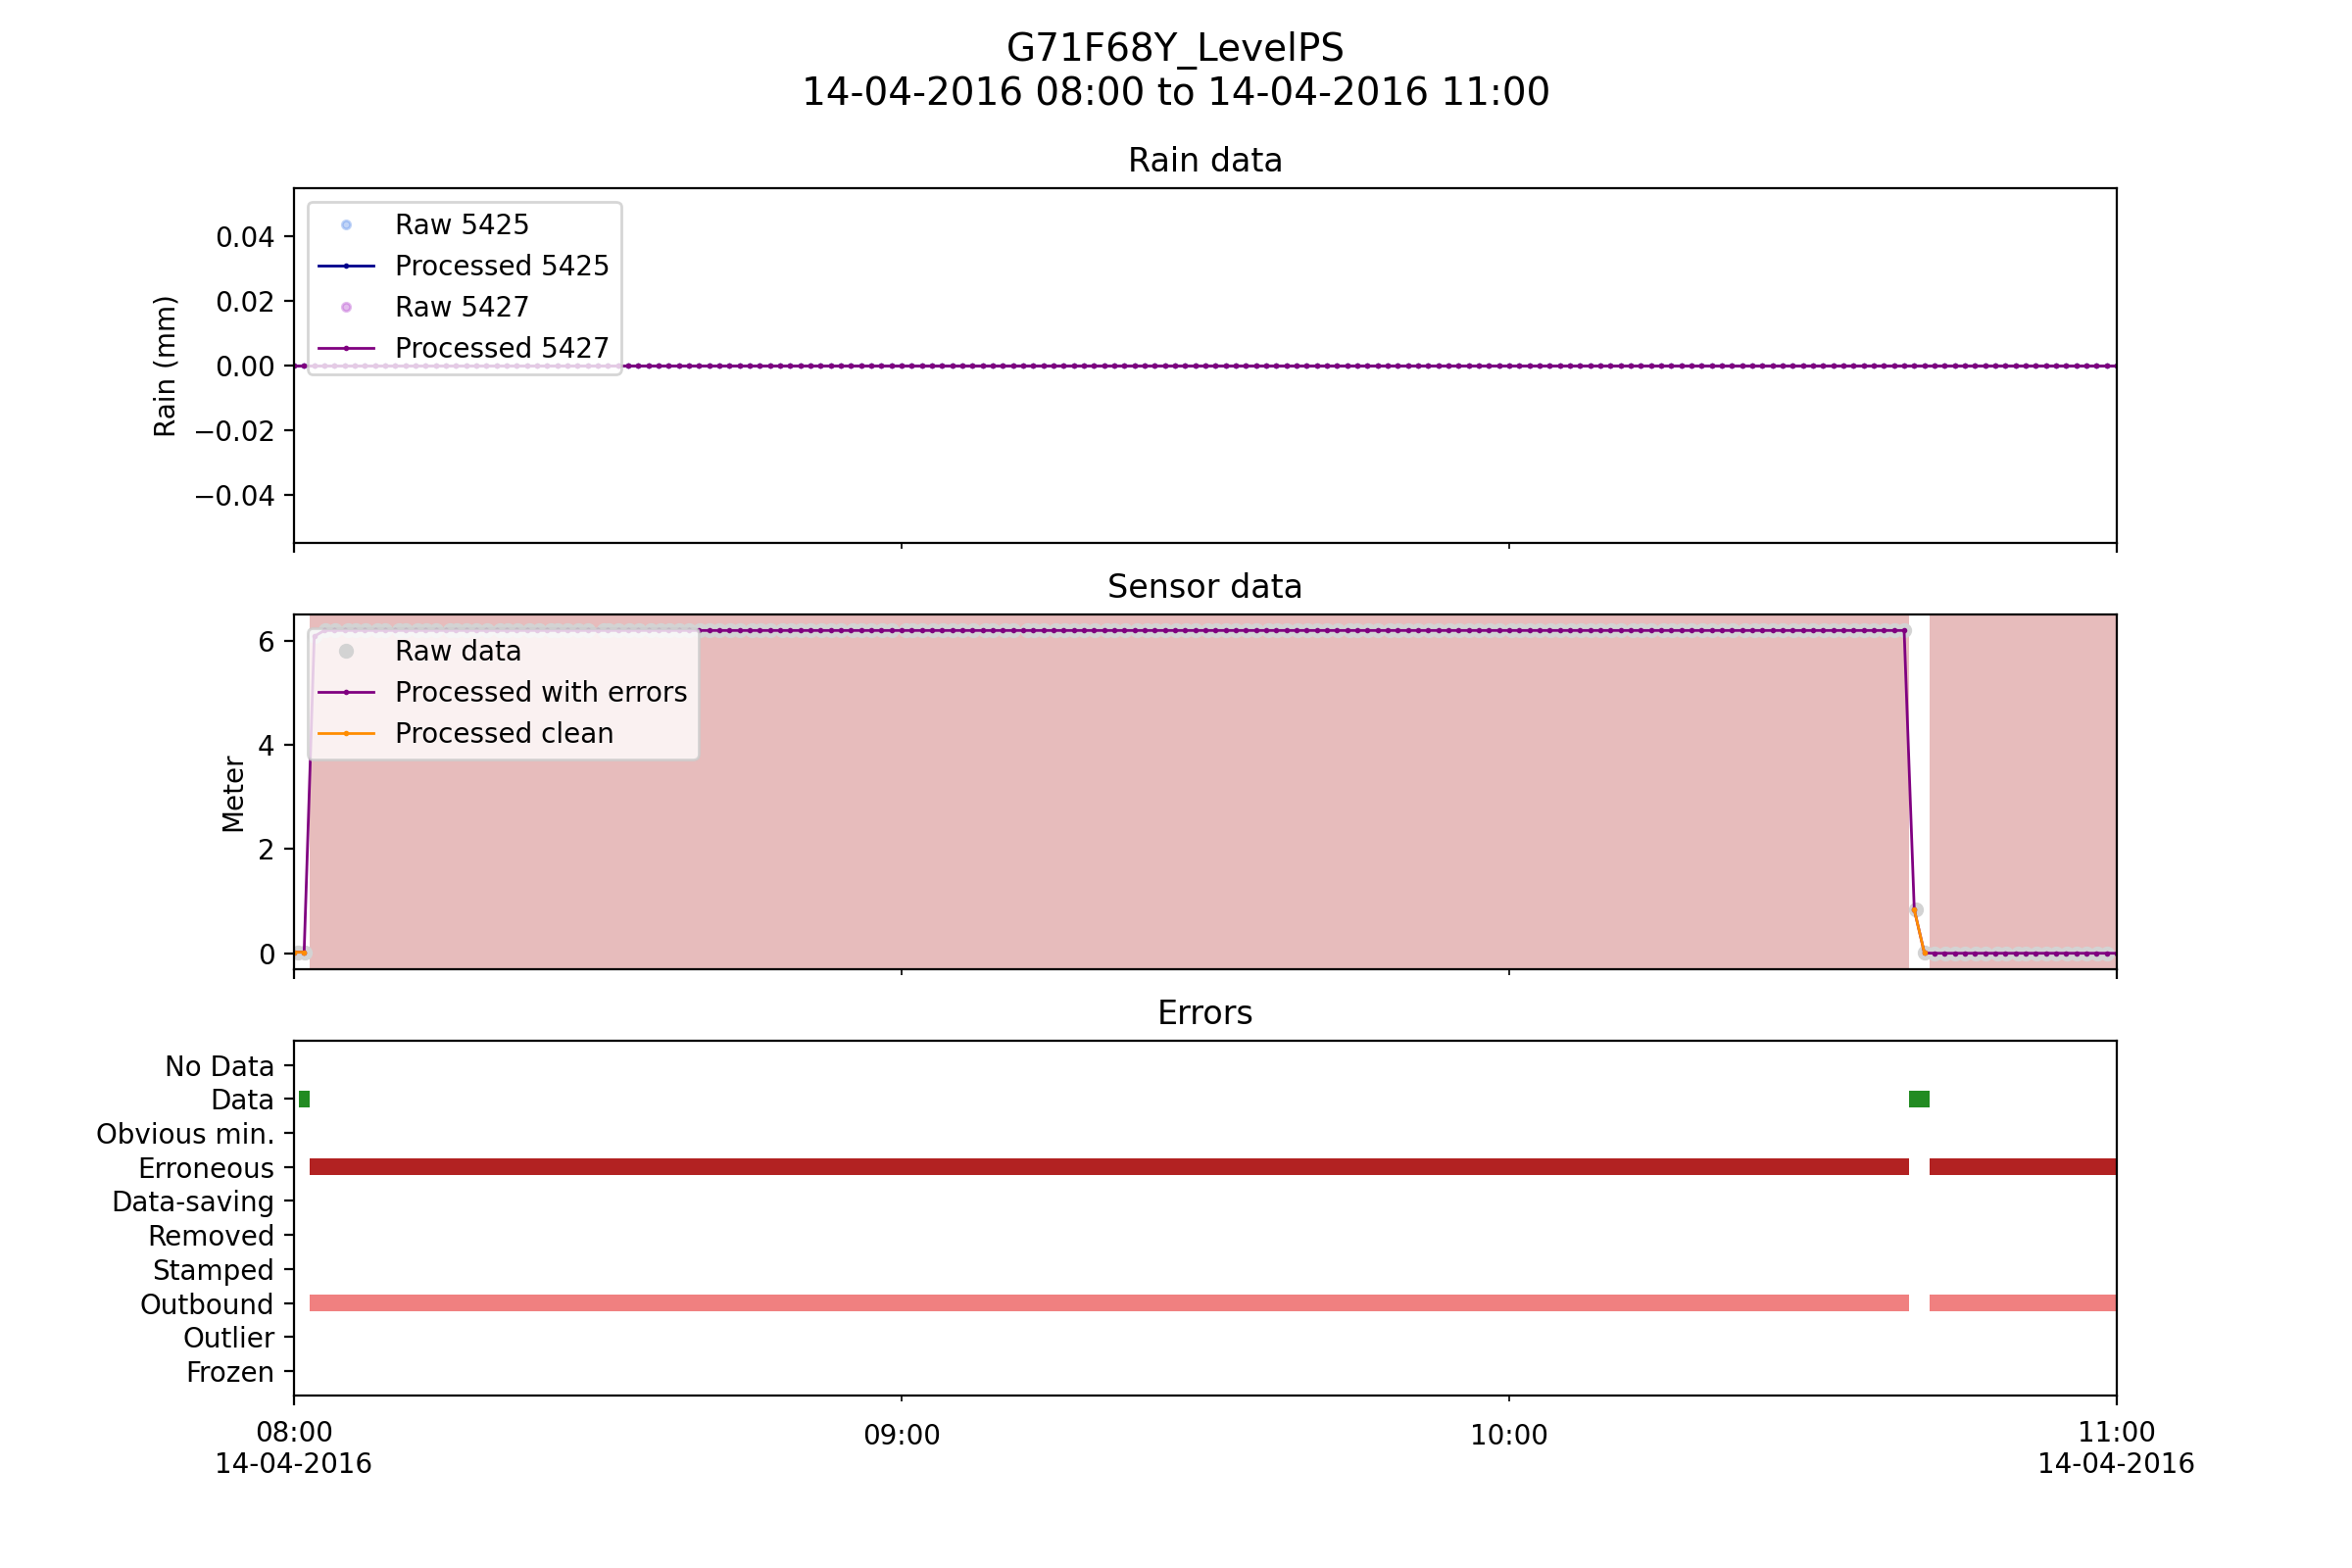 G71F68Y_LevelPS
14-04-2016 08:00 to 14-04-2016 11:00
Rain data
Rain (mm)
0.04
0.02
0.00
−0.02
−0.04
Raw 5425
Processed 5425
Raw 5427
Processed 5427
Sensor data
Meter
6
4
2
0
Raw data
Processed with errors
Processed clean
Errors
No Data
Data
Obvious min.
Erroneous
Data-saving
Removed
Stamped
Outbound
Outlier
Frozen
08:00 09:00 10:00 11:00
14-04-2016 14-04-2016